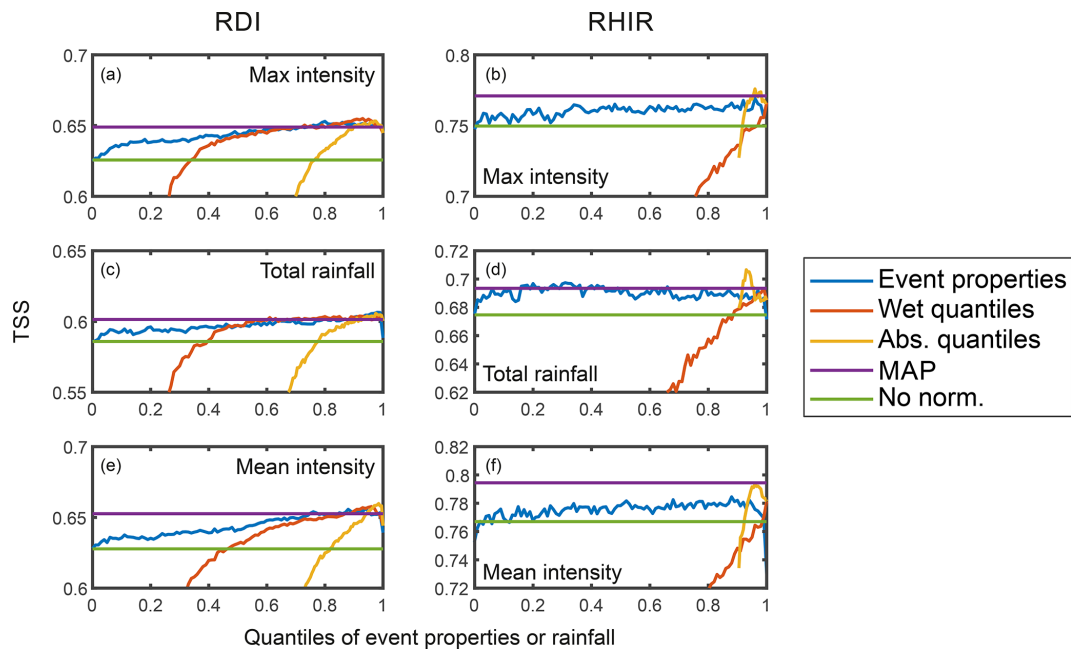 RDI
RHIR
0.7
(a)
Max intensity
0.65
0.6
0 0.2 0.4 0.6 0.8 1
0.8
(b)
0.75
Max intensity
0.7
0 0.2 0.4 0.6 0.8 1
0.65
(c)
Total rainfall
0.6
0.55
0 0.2 0.4 0.6 0.8 1
0.72
(d)
0.7
0.68
0.66
0.64
Total rainfall
0.62
0 0.2 0.4 0.6 0.8 1
0.7
(e)
Mean intensity
0.65
0.6
0 0.2 0.4 0.6 0.8 1
0.82
(f)
0.8
0.78
0.76
0.74
Mean intensity
0.72
0 0.2 0.4 0.6 0.8 1
TSS
Quantiles of event properties or rainfall
Event properties
Wet quantiles
Abs. quantiles
MAP
No norm.